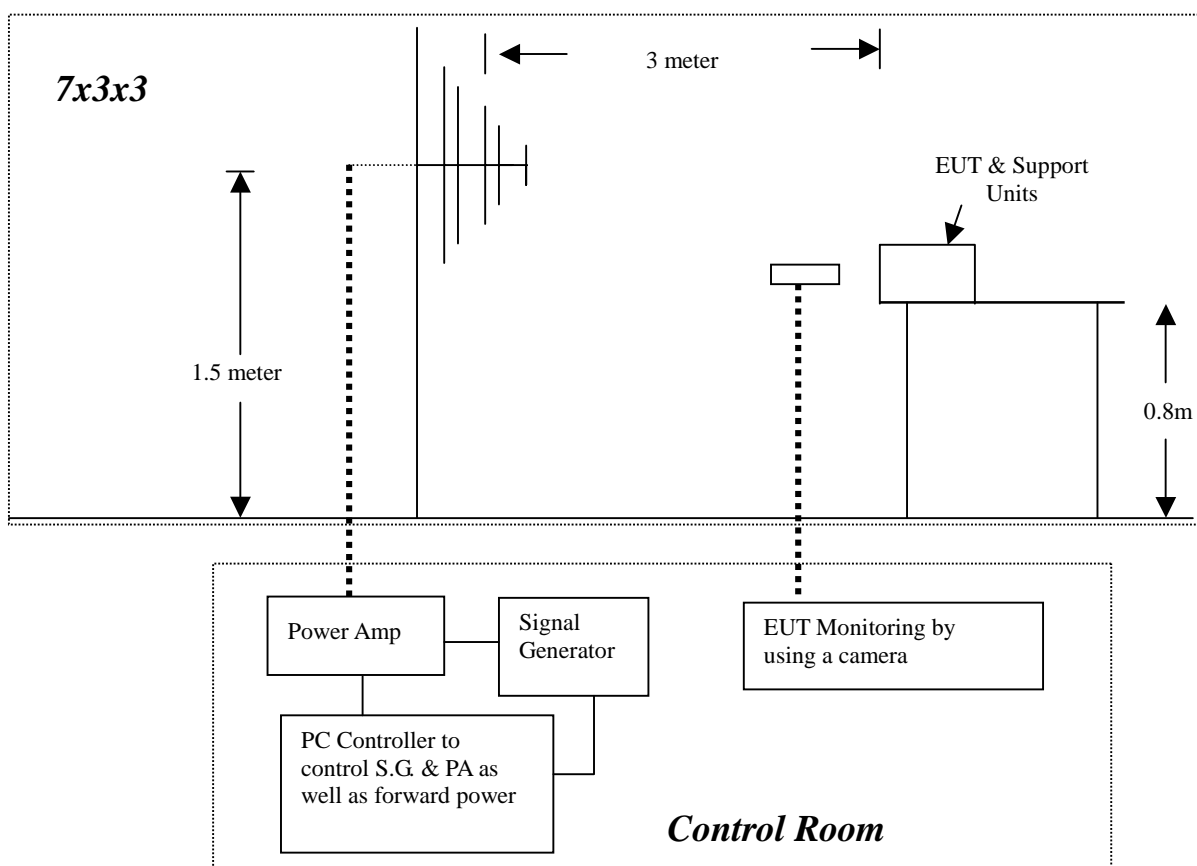 7x3x3
3 meter
EUT & Support
Units
1.5 meter
0.8m
Power Amp
Signal
Generator
EUT Monitoring by
using a camera
PC Controller to
control S.G. & PA as
well as forward power
Control Room